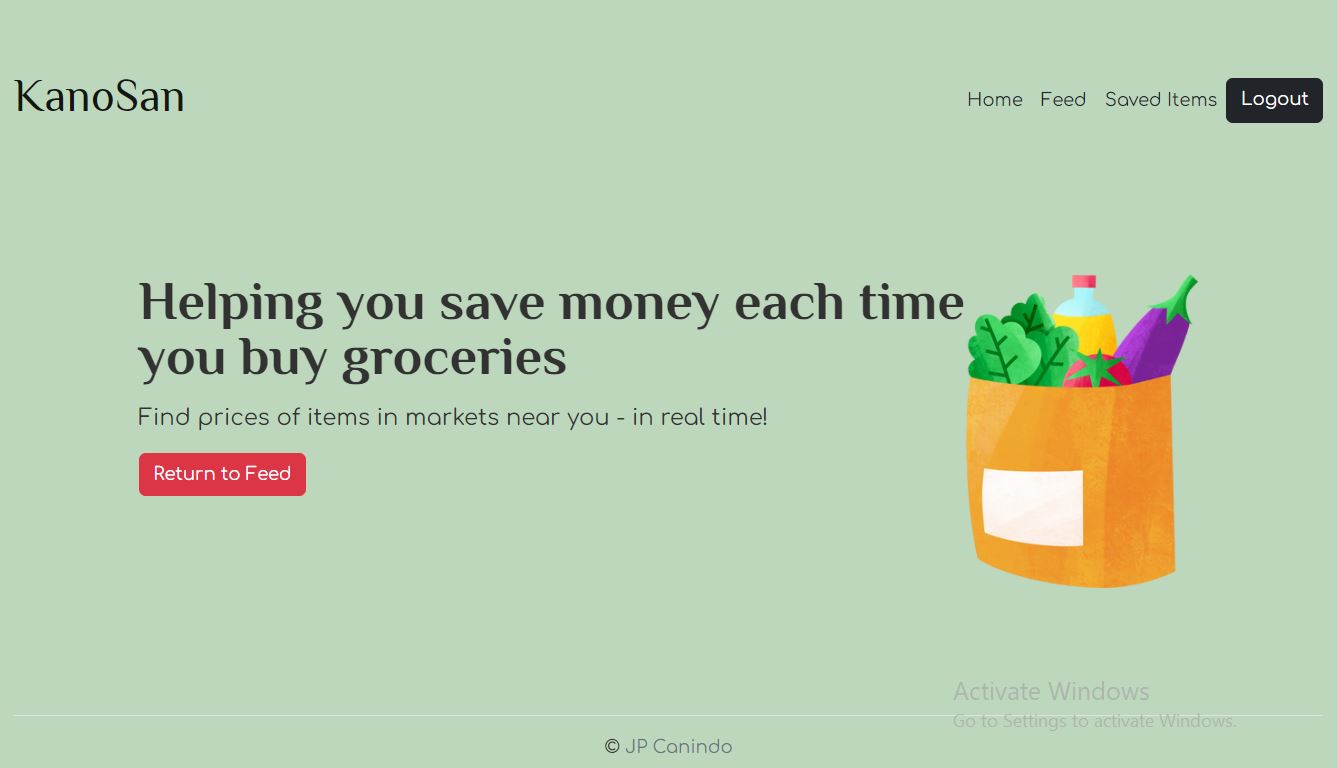 KanoSan
Home Feed Saved Items Logout
Helping you save money each time
you buy groceries
Find prices of items in markets near you - in real time!
Return to Feed
Activate Windows
Go to Settings to activate Windows.
© JP Canindo